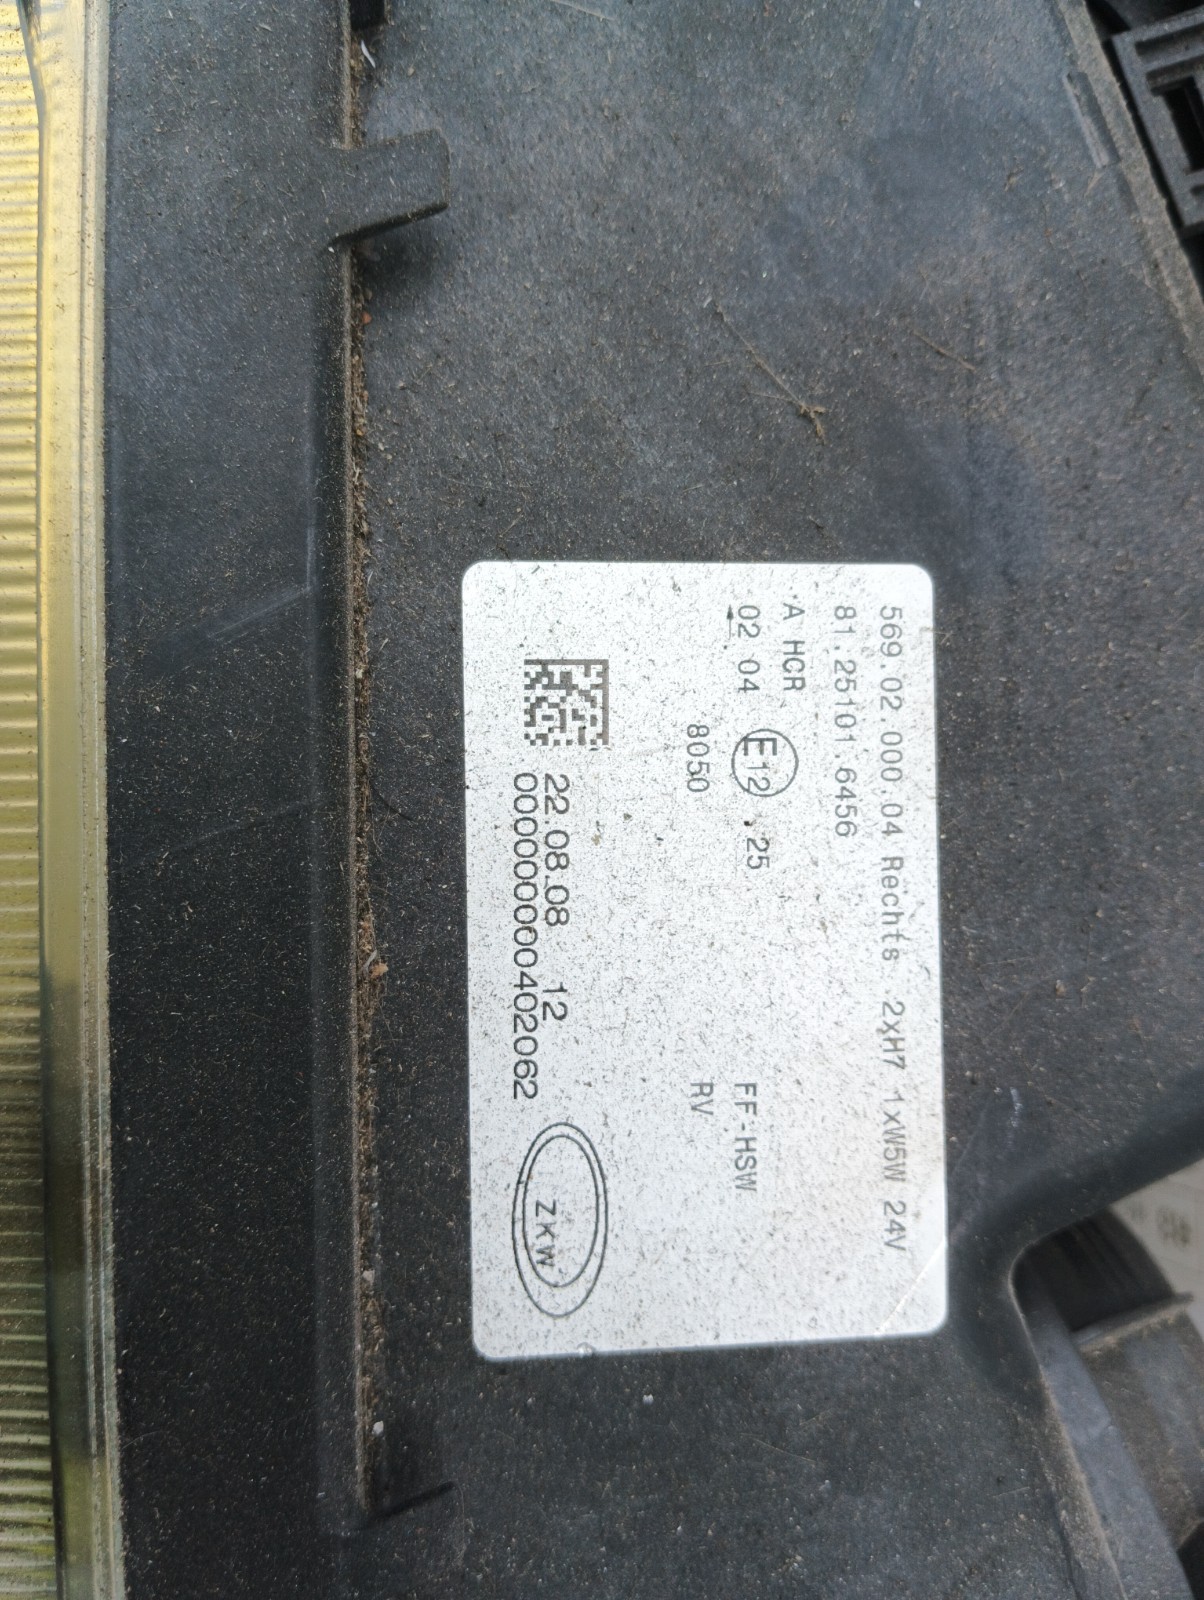 569.02.000.04 Rechts 2xH7 1xW5W 24V
81.25101.6456
A HCR
02 04 E12 .25 FF-HSW
8050 RV
22.08.08 12
0000000402062
ZKW